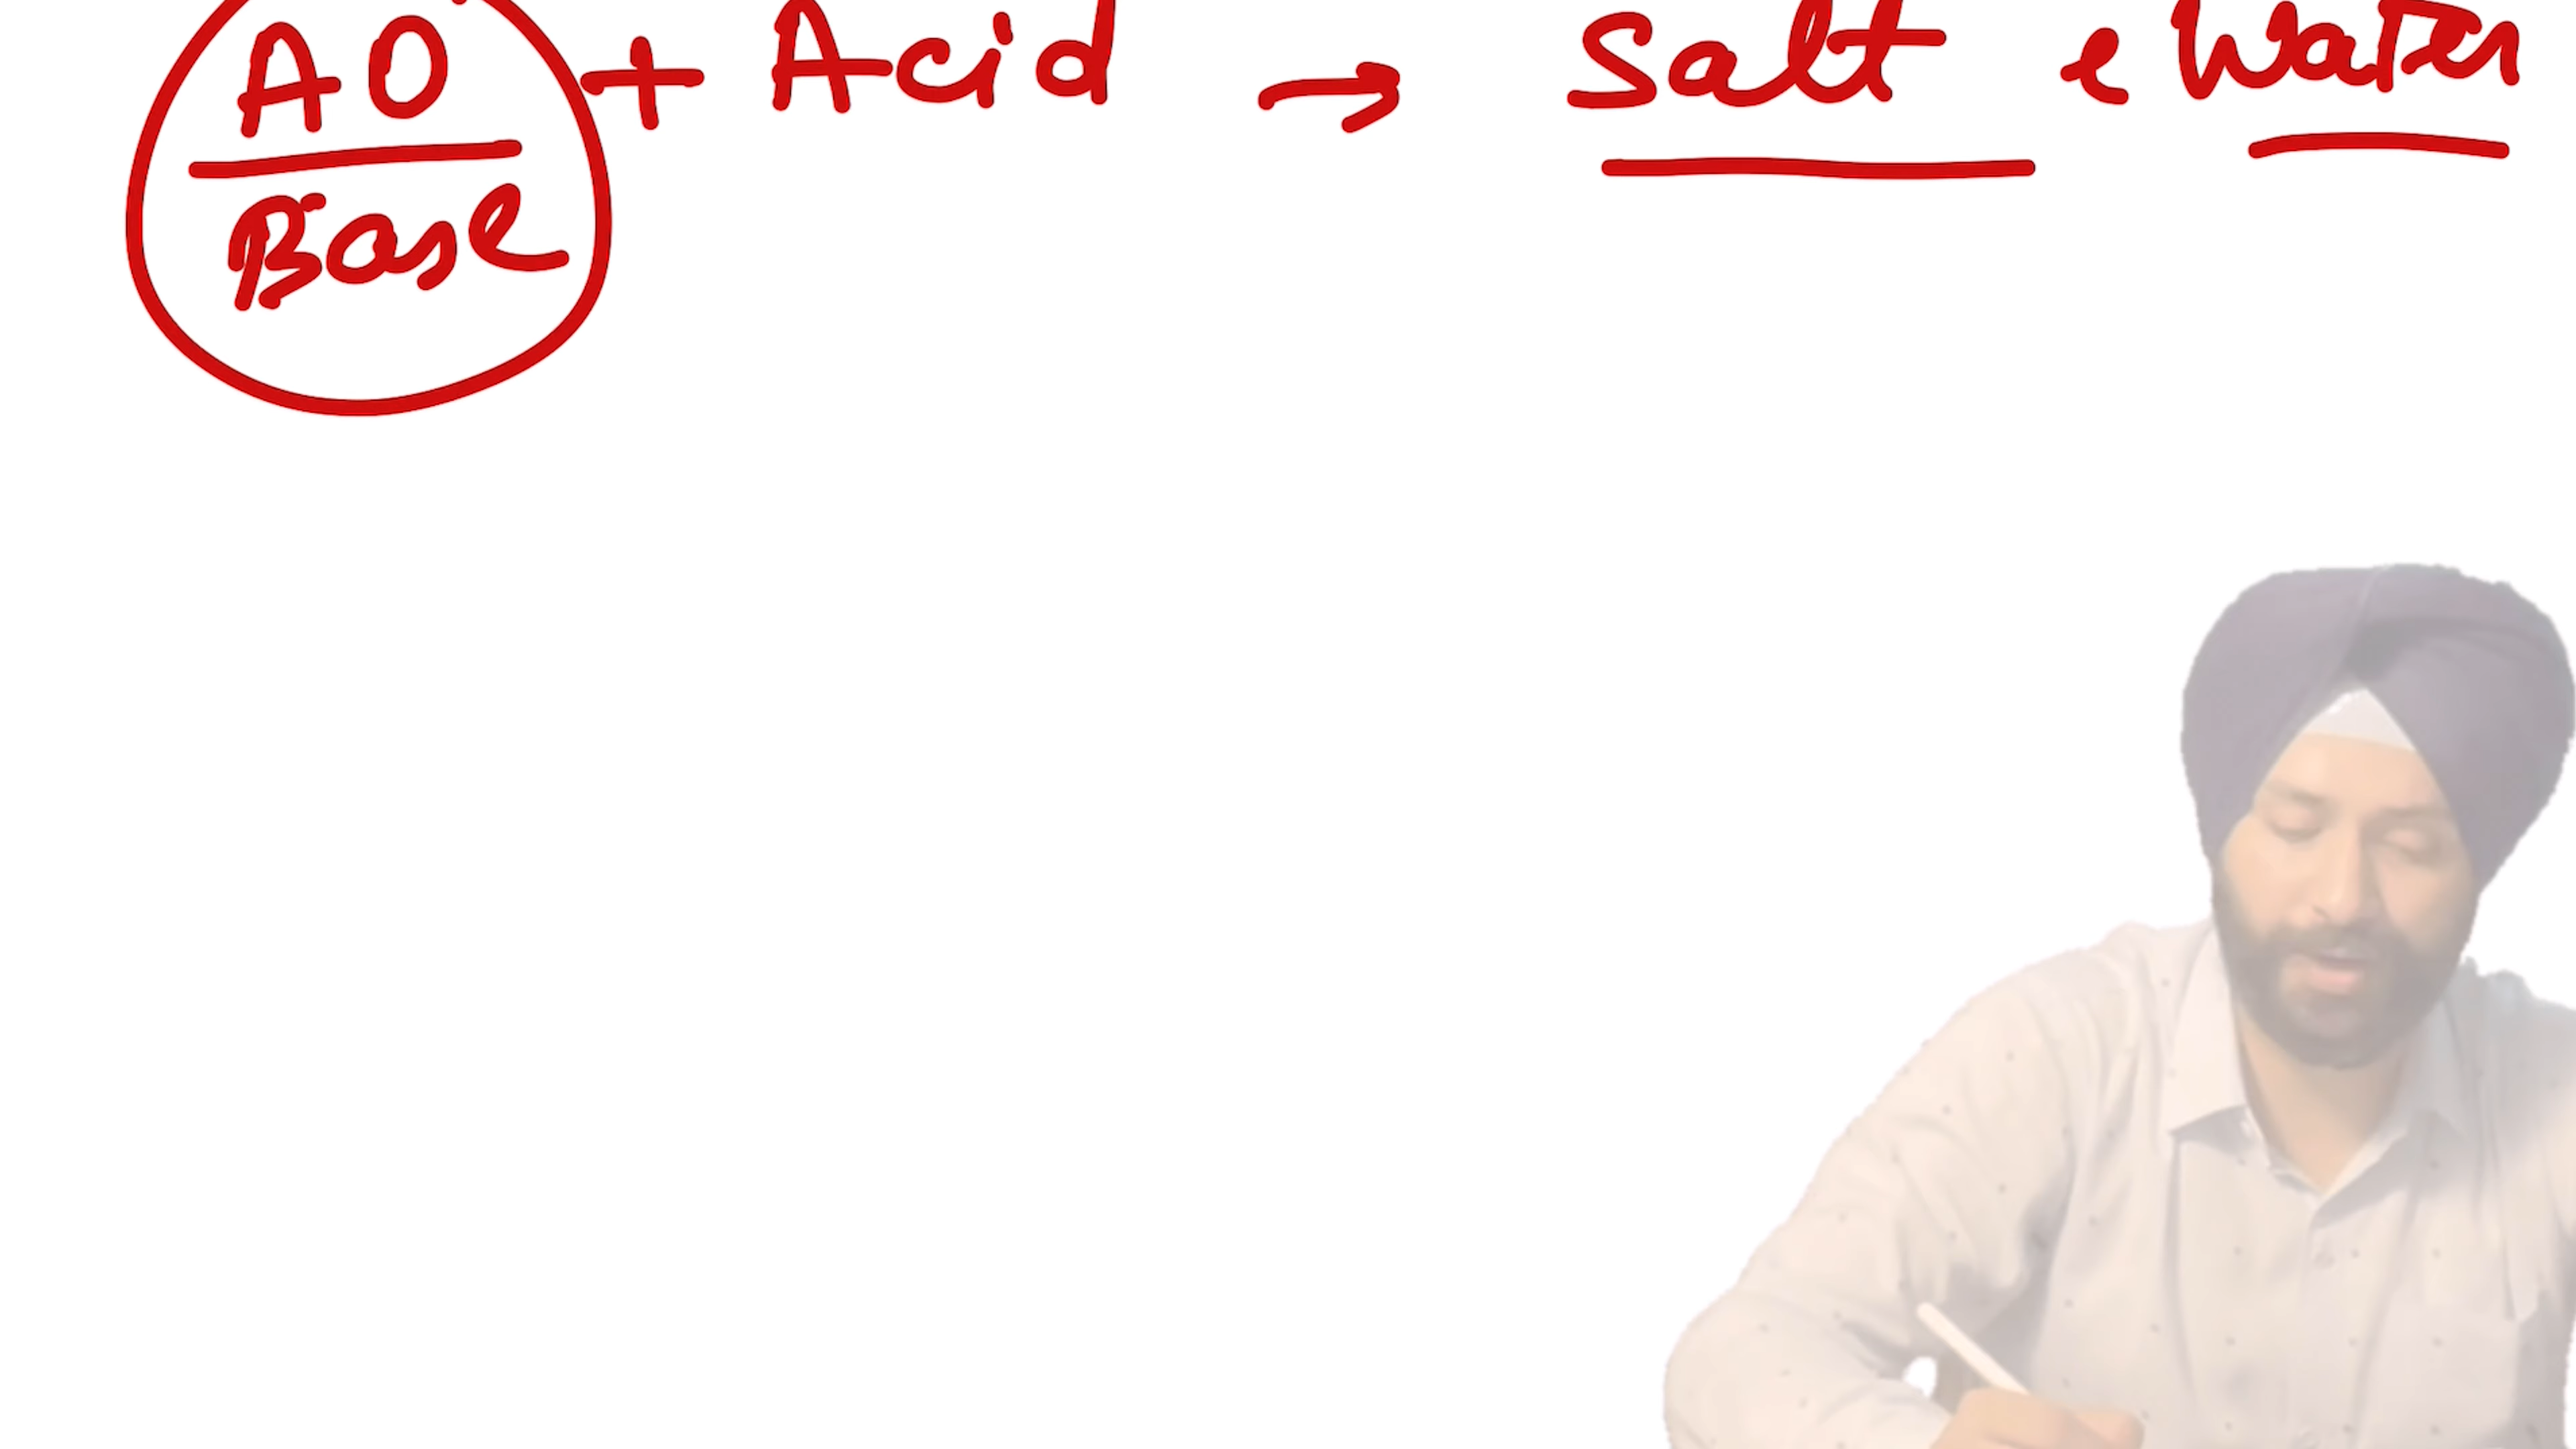 AO + Acid → Salt e Water
Base